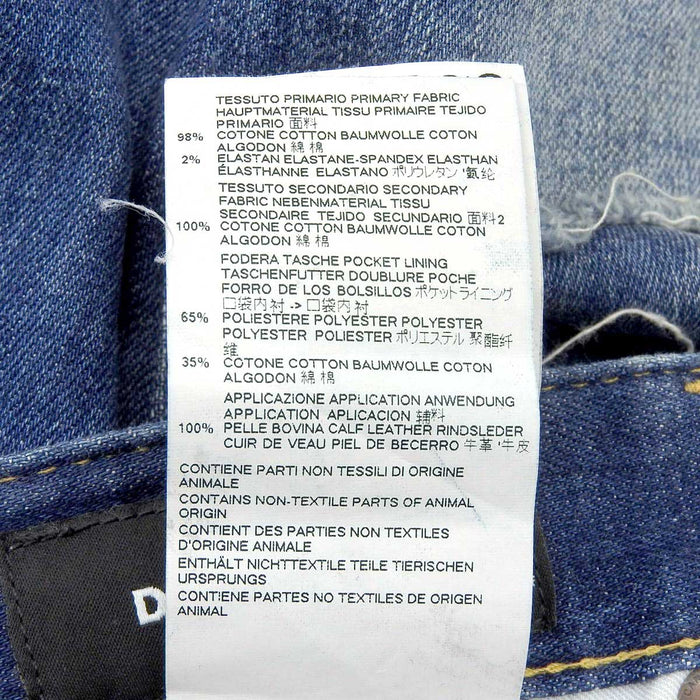 TESSUTO PRIMARIO PRIMARY FABRIC
HAUPTMATERIAL TISSU PRIMAIRE TEJIDO
PRIMARIO 面料
98% COTONE COTTON BAUMWOLLE COTON
ALGODON 綿 棉
2% ELASTAN ELASTANE-SPANDEX ELASTHAN
ÉLASTHANNE ELASTANO ポリウレタン '氨纶
TESSUTO SECONDARIO SECONDARY
FABRIC NEBENMATERIAL TISSU
SECONDAIRE TEJIDO SECUNDARIO 面料2
100% COTONE COTTON BAUMWOLLE COTON
ALGODON 綿 棉
FODERA TASCHE POCKET LINING
TASCHENFUTTER DOUBLURE POCHE
FORRO DE LOS BOLSILLOS ポケットライニング
口袋内衬 -> 口袋内衬
65% POLIESTERE POLYESTER POLYESTER
POLYESTER POLIESTER ポリエステル 聚酯纤
维
35% COTONE COTTON BAUMWOLLE COTON
ALGODON 綿 棉
APPLICAZIONE APPLICATION ANWENDUNG
APPLICATION APLICACION 辅料
100% PELLE BOVINA CALF LEATHER RINDSLEDER
CUIR DE VEAU PIEL DE BECERRO 牛革 '牛皮
CONTIENE PARTI NON TESSILI DI ORIGINE
ANIMALE
CONTAINS NON-TEXTILE PARTS OF ANIMAL
ORIGIN
CONTIENT DES PARTIES NON TEXTILES
D'ORIGINE ANIMALE
ENTHÄLT NICHTTEXTILE TEILE TIERISCHEN
URSPRUNGS
CONTIENE PARTES NO TEXTILES DE ORIGEN
ANIMAL
D